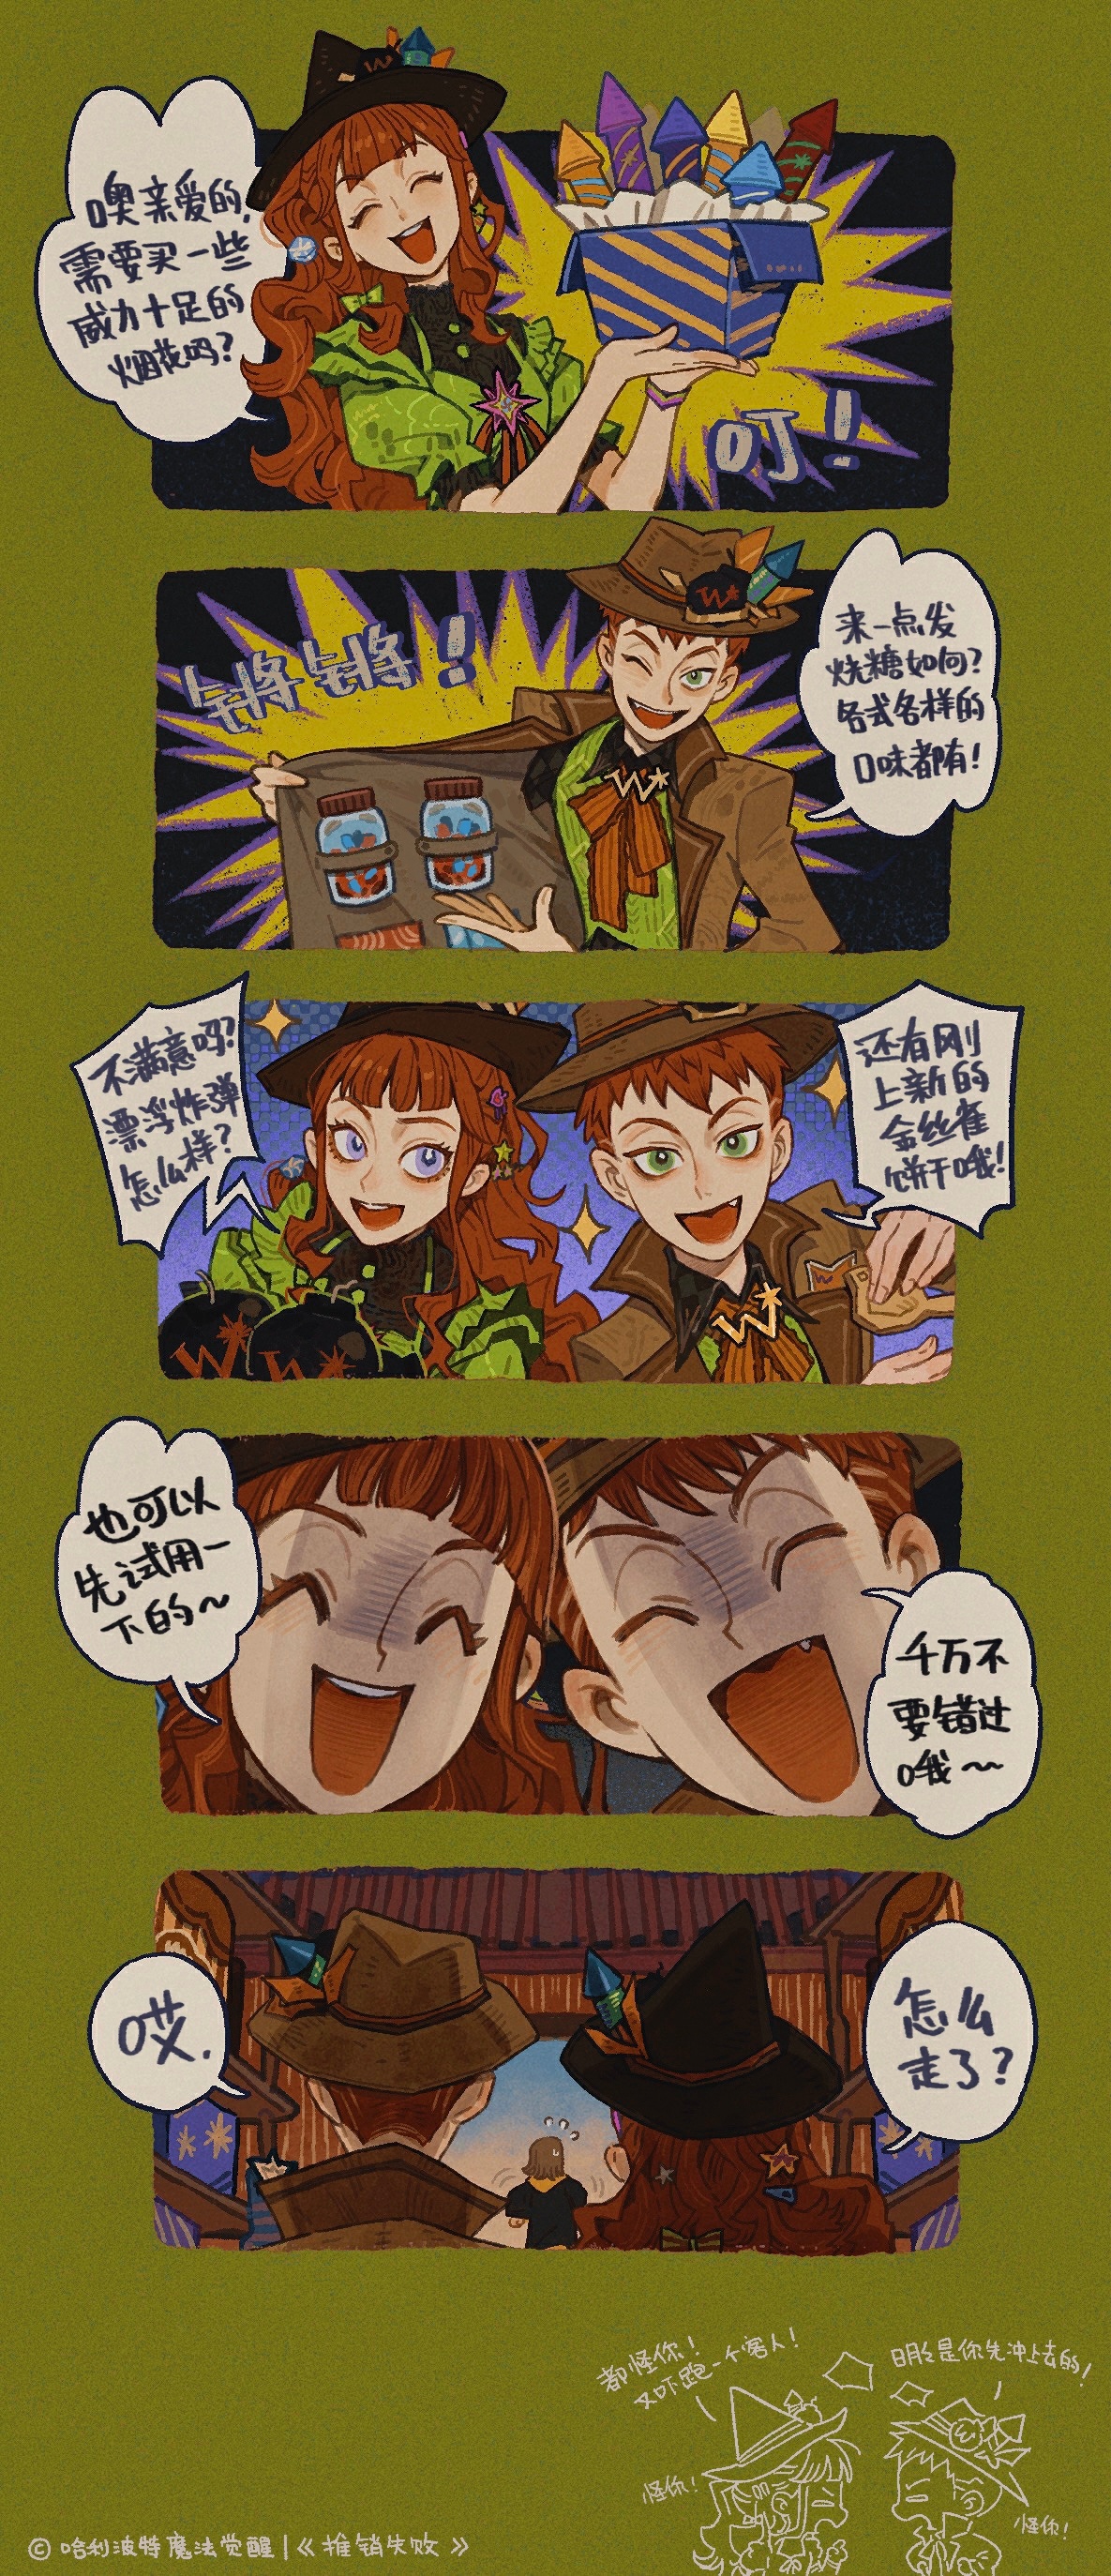 噢亲爱的,
需要买一些
威力十足的
烟花吗?
叮!
W
锵锵锵锵!
W*
W*
来一点发
烧糖如何?
各式各样的
口味都有!
不满意吗?
漂浮炸弹
怎么样?
还有刚
上新的
金丝雀
饼干哦!
W*
W*
W*
W
也可以
先试用一
下的~
千万不
要错过
哦~
哎.
怎么
走了?
都怪你!
又吓跑一个客人!
明明是你先冲上去的!
怪你!
怪你!
© 哈利波特魔法觉醒 | 《 推销失败 》